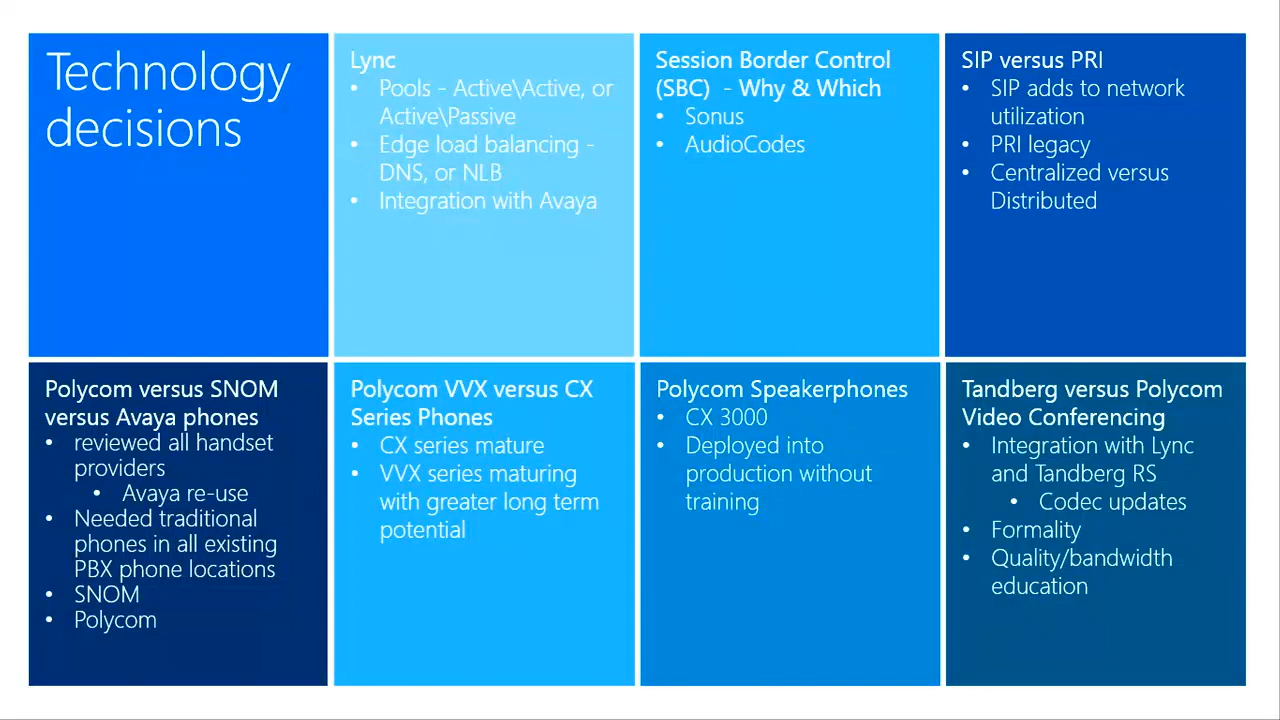 Technology
decisions
Lync
• Pools - Active\Active, or
Active\Passive
• Edge load balancing -
DNS, or NLB
• Integration with Avaya
Session Border Control
(SBC)  - Why & Which
• Sonus
• AudioCodes
SIP versus PRI
• SIP adds to network
utilization
• PRI legacy
• Centralized versus
Distributed
Polycom versus SNOM
versus Avaya phones
• reviewed all handset
providers
• Avaya re-use
• Needed traditional
phones in all existing
PBX phone locations
• SNOM
• Polycom
Polycom VVX versus CX
Series Phones
• CX series mature
• VVX series maturing
with greater long term
potential
Polycom Speakerphones
• CX 3000
• Deployed into
production without
training
Tandberg versus Polycom
Video Conferencing
• Integration with Lync
and Tandberg RS
• Codec updates
• Formality
• Quality/bandwidth
education